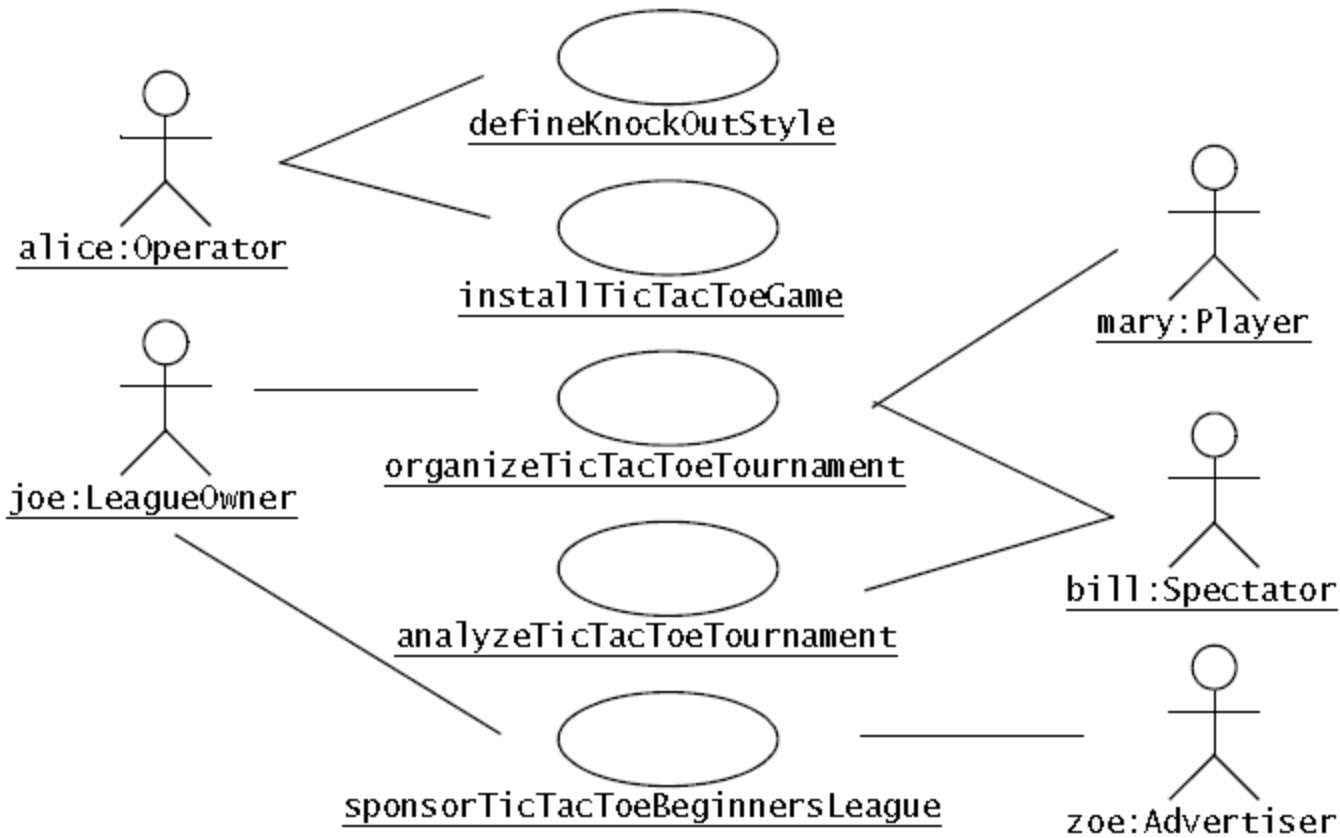 defineKnockOutStyle
alice:Operator
installTicTacToeGame
mary:Player
organizeTicTacToeTournament
joe:LeagueOwner
bill:Spectator
analyzeTicTacToeTournament
sponsorTicTacToeBeginnersLeague
zoe:Advertiser